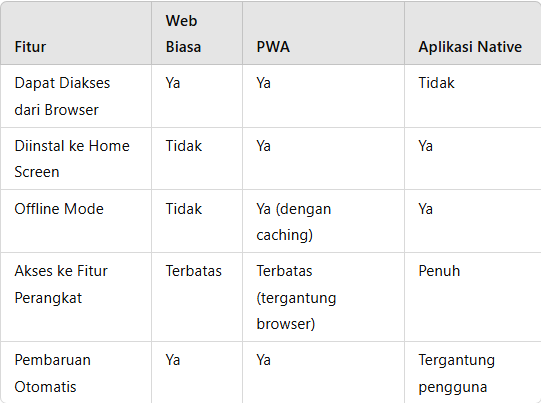 Fitur Web Biasa PWA Aplikasi Native
Dapat Diakses dari Browser Ya Ya Tidak
Diinstal ke Home Screen Tidak Ya Ya
Offline Mode Tidak Ya (dengan caching) Ya
Akses ke Fitur Perangkat Terbatas Terbatas (tergantung browser) Penuh
Pembaruan Otomatis Ya Ya Tergantung pengguna